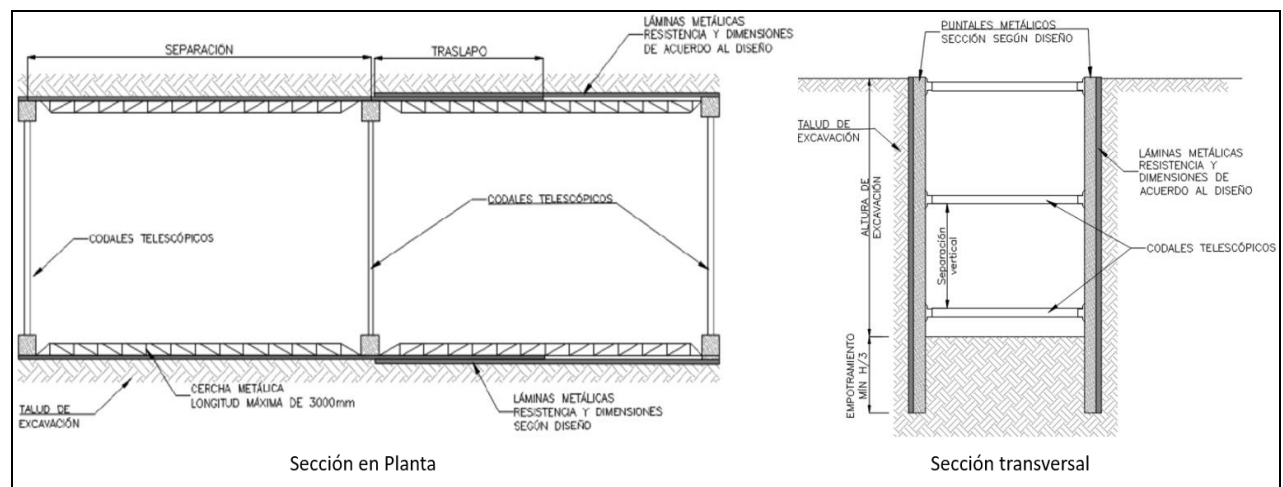 SEPARACIÓN
TRASLAPO
LÁMINAS METÁLICAS
RESISTENCIA Y DIMENSIONES
DE ACUERDO AL DISEÑO
CODALES TELESCÓPICOS
CODALES TELESCÓPICOS
CERCHA METÁLICA
LONGITUD MÁXIMA DE 3000mm
TALUD DE
EXCAVACIÓN
LÁMINAS METÁLICAS
RESISTENCIA Y DIMENSIONES
SEGÚN DISEÑO
Sección en Planta
PUNTALES METÁLICOS
SECCIÓN SEGÚN DISEÑO
TALUD DE
EXCAVACIÓN
ALTURA DE
EXCAVACIÓN
Separación
vertical
LÁMINAS METÁLICAS
RESISTENCIA Y
DIMENSIONES DE
ACUERDO AL DISEÑO
CODALES TELESCÓPICOS
EMPOTRAMIENTO
MÍN H/3
Sección transversal